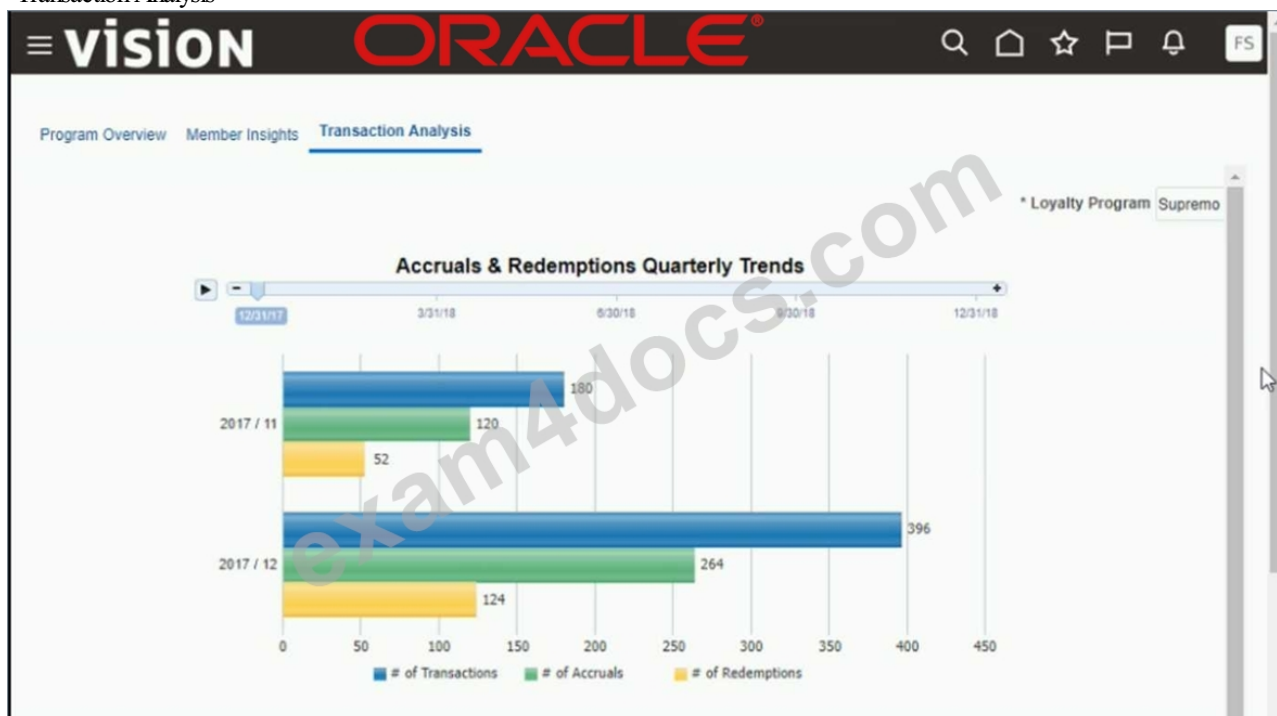 Transaction Analysis
≡ vision ORACLE® FS
Program Overview Member Insights Transaction Analysis
* Loyalty Program Supremo
Accruals & Redemptions Quarterly Trends
- +
12/31/17 3/31/18 6/30/18 9/30/18 12/31/18
180
2017 / 11 120
52
396
2017 / 12 264
124
0 50 100 150 200 250 300 350 400 450
# of Transactions # of Accruals # of Redemptions
exam4docs.com